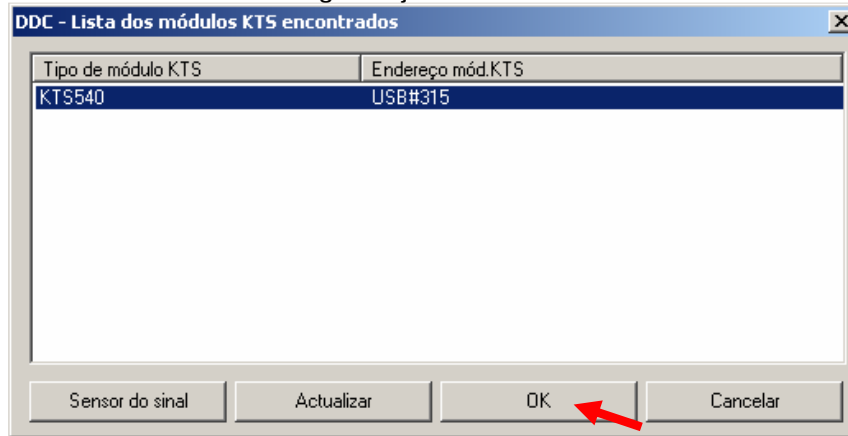 DDC - Lista dos módulos KTS encontrados
Tipo de módulo KTS Endereço mód.KTS
KTS540 USB#315
Sensor do sinal Actualizar OK Cancelar